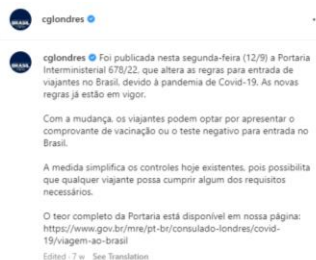 BRASIL
cglondres
BRASIL
cglondres Foi publicada nesta segunda-feira (12/9) a Portaria
Interministerial 678/22, que altera as regras para entrada de
viajantes no Brasil, devido à pandemia de Covid-19. As novas
regras já estão em vigor.
Com a mudança, os viajantes podem optar por apresentar o
comprovante de vacinação ou o teste negativo para entrada no
Brasil.
A medida simplifica os controles hoje existentes, pois possibilita
que qualquer viajante possa cumprir algum dos requisitos
necessários.
O teor completo da Portaria está disponível em nossa página:
https://www.gov.br/mre/pt-br/consulado-londres/covid-
19/viagem-ao-brasil
Edited · 7 w See Translation